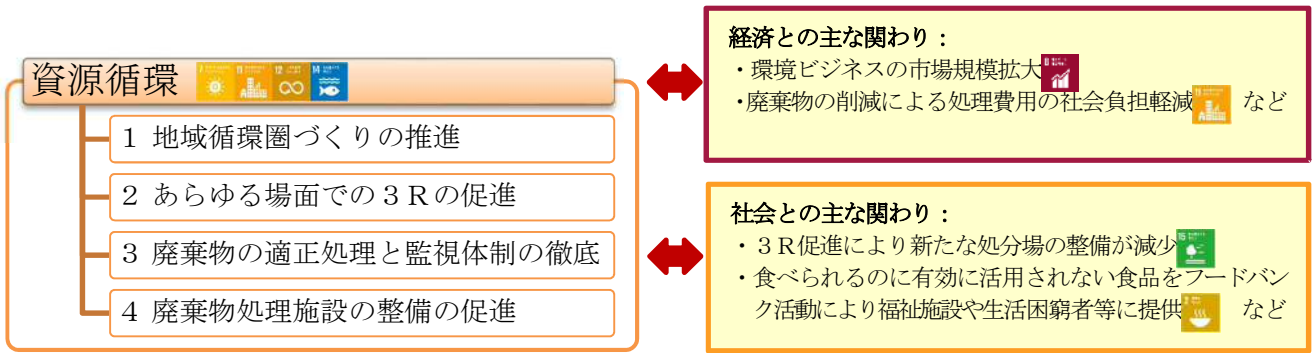 資源循環
1 地域循環圏づくりの推進
2 あらゆる場面での3Rの促進
3 廃棄物の適正処理と監視体制の徹底
4 廃棄物処理施設の整備の促進
経済との主な関わり：
・環境ビジネスの市場規模拡大
・廃棄物の削減による処理費用の社会負担軽減 など
社会との主な関わり：
・３Ｒ促進により新たな処分場の整備が減少
・食べられるのに有効に活用されない食品をフードバン
ク活動により福祉施設や生活困窮者等に提供 など